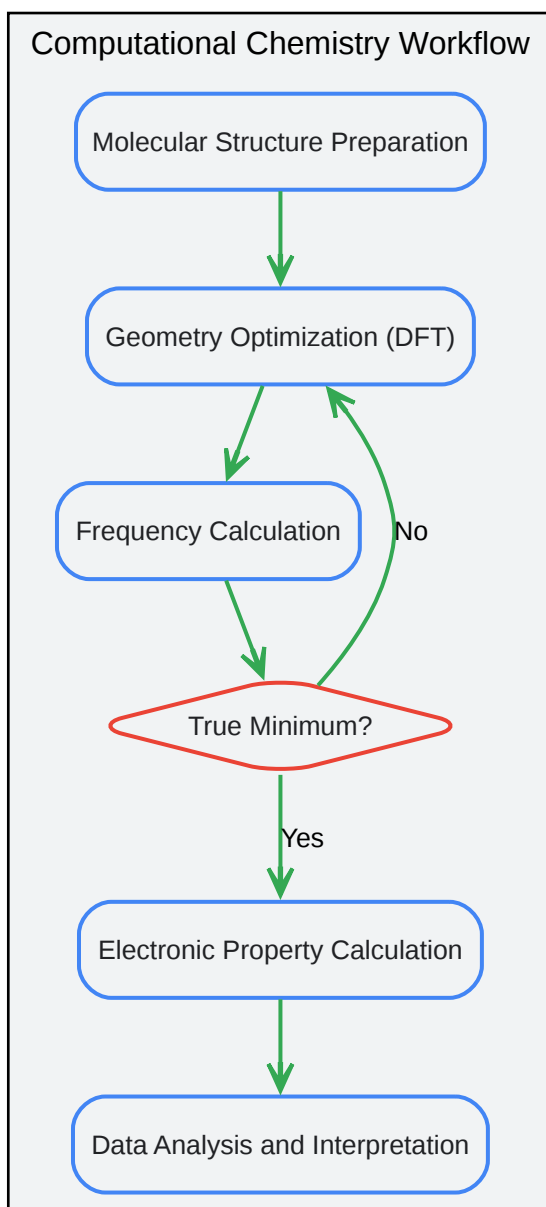 Computational Chemistry Workflow
Molecular Structure Preparation
Geometry Optimization (DFT)
Frequency Calculation
No
True Minimum?
Yes
Electronic Property Calculation
Data Analysis and Interpretation